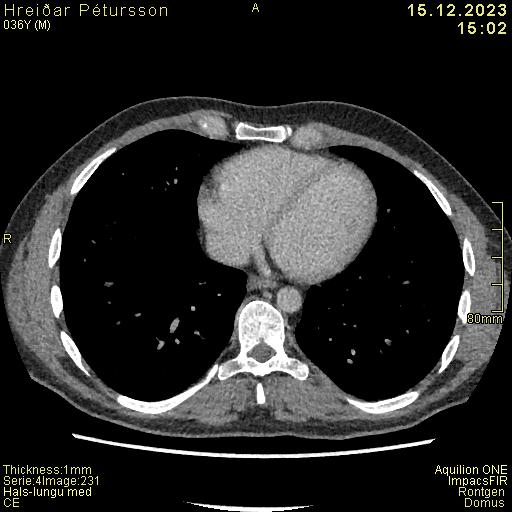 Hreiðar Pétursson
036Y (M)
A
15.12.2023
15:02
R
80mm
Thickness:1mm
Serie:4Image:231
Hals-lungu med
CE
Aquilion ONE
ImpacsFIR
Rontgen
Domus